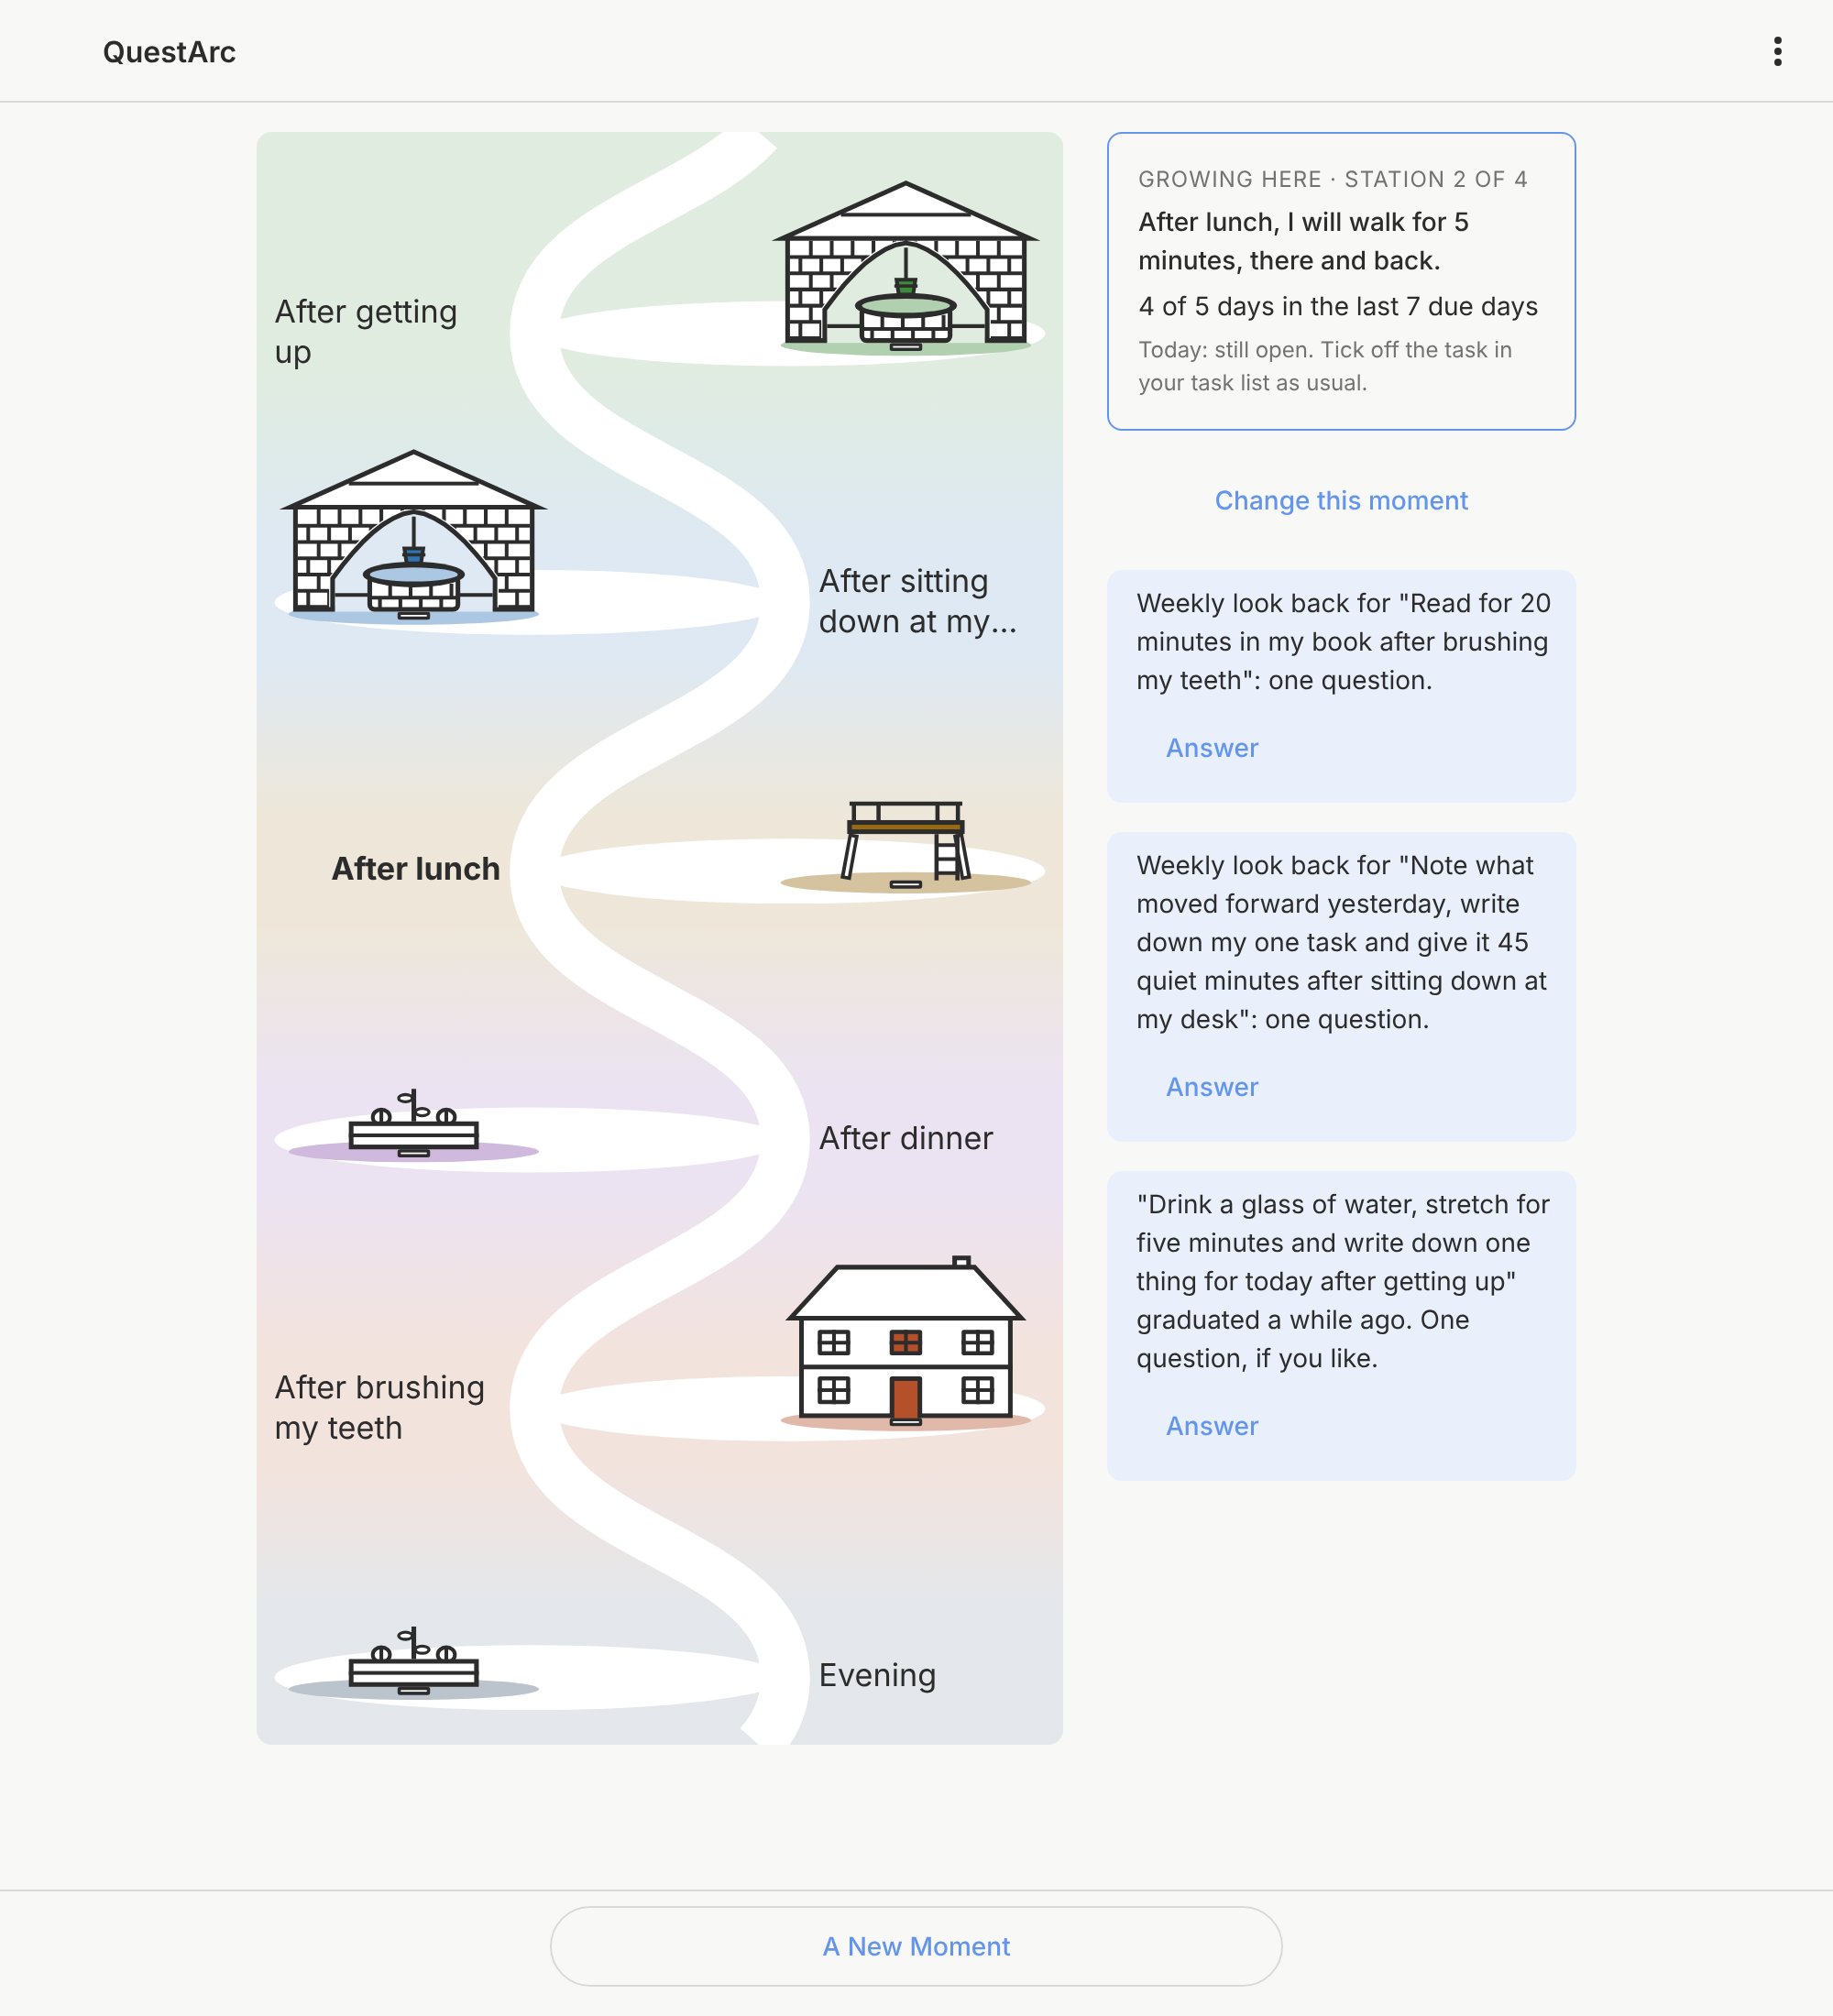 QuestArc
After getting
up
After sitting
down at my...
After lunch
After dinner
After brushing
my teeth
Evening
GROWING HERE · STATION 2 OF 4
After lunch, I will walk for 5
minutes, there and back.
4 of 5 days in the last 7 due days
Today: still open. Tick off the task in
your task list as usual.
Change this moment
Weekly look back for "Read for 20
minutes in my book after brushing
my teeth": one question.
Answer
Weekly look back for "Note what
moved forward yesterday, write
down my one task and give it 45
quiet minutes after sitting down at
my desk": one question.
Answer
"Drink a glass of water, stretch for
five minutes and write down one
thing for today after getting up"
graduated a while ago. One
question, if you like.
Answer
A New Moment